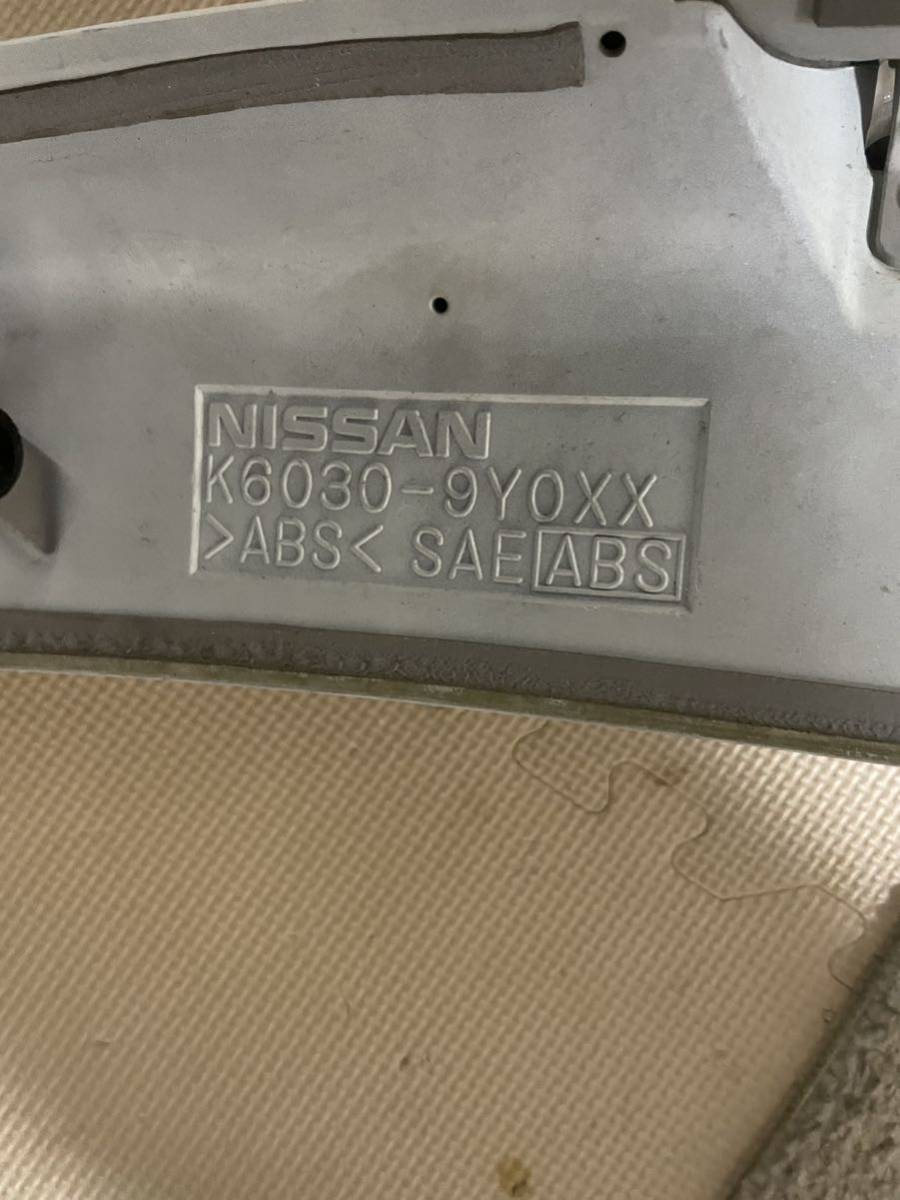 NISSAN
K6030-9Y0XX
>ABS< SAE ABS